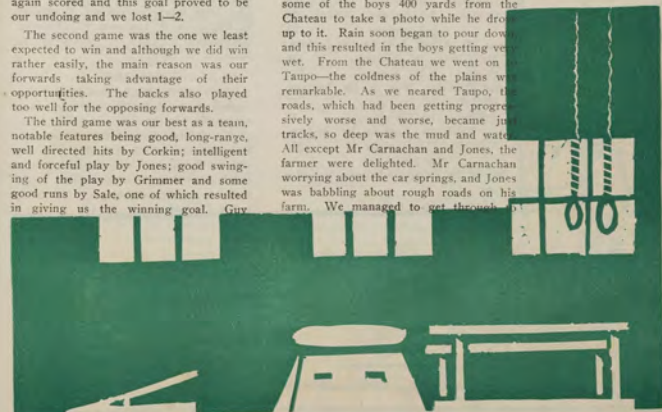 again scored and this goal proved to be
our undoing and we lost 1—2.
The second game was the one we least
expected to win and although we did win
rather easily, the main reason was our
forwards taking advantage of their
opportunities. The backs also played
too well for the opposing forwards.
The third game was our best as a team,
notable features being good, long-range,
well directed hits by Corkin; intelligent
and forceful play by Jones; good swing-
ing of the play by Grimmer and some
good runs by Sale, one of which resulted
in giving us the winning goal. Guy
some of the boys 400 yards from the
Chateau to take a photo while he drove
up to it. Rain soon began to pour down
and this resulted in the boys getting very
wet. From the Chateau we went on
Taupo—the coldness of the plains was
remarkable. As we neared Taupo, the
roads, which had been getting progres-
sively worse and worse, became just
tracks, so deep was the mud and water.
All except Mr Carnachan and Jones, the
farmer were delighted. Mr Carnachan
worrying about the car springs, and Jones
was babbling about rough roads on his
farm. We managed to get through